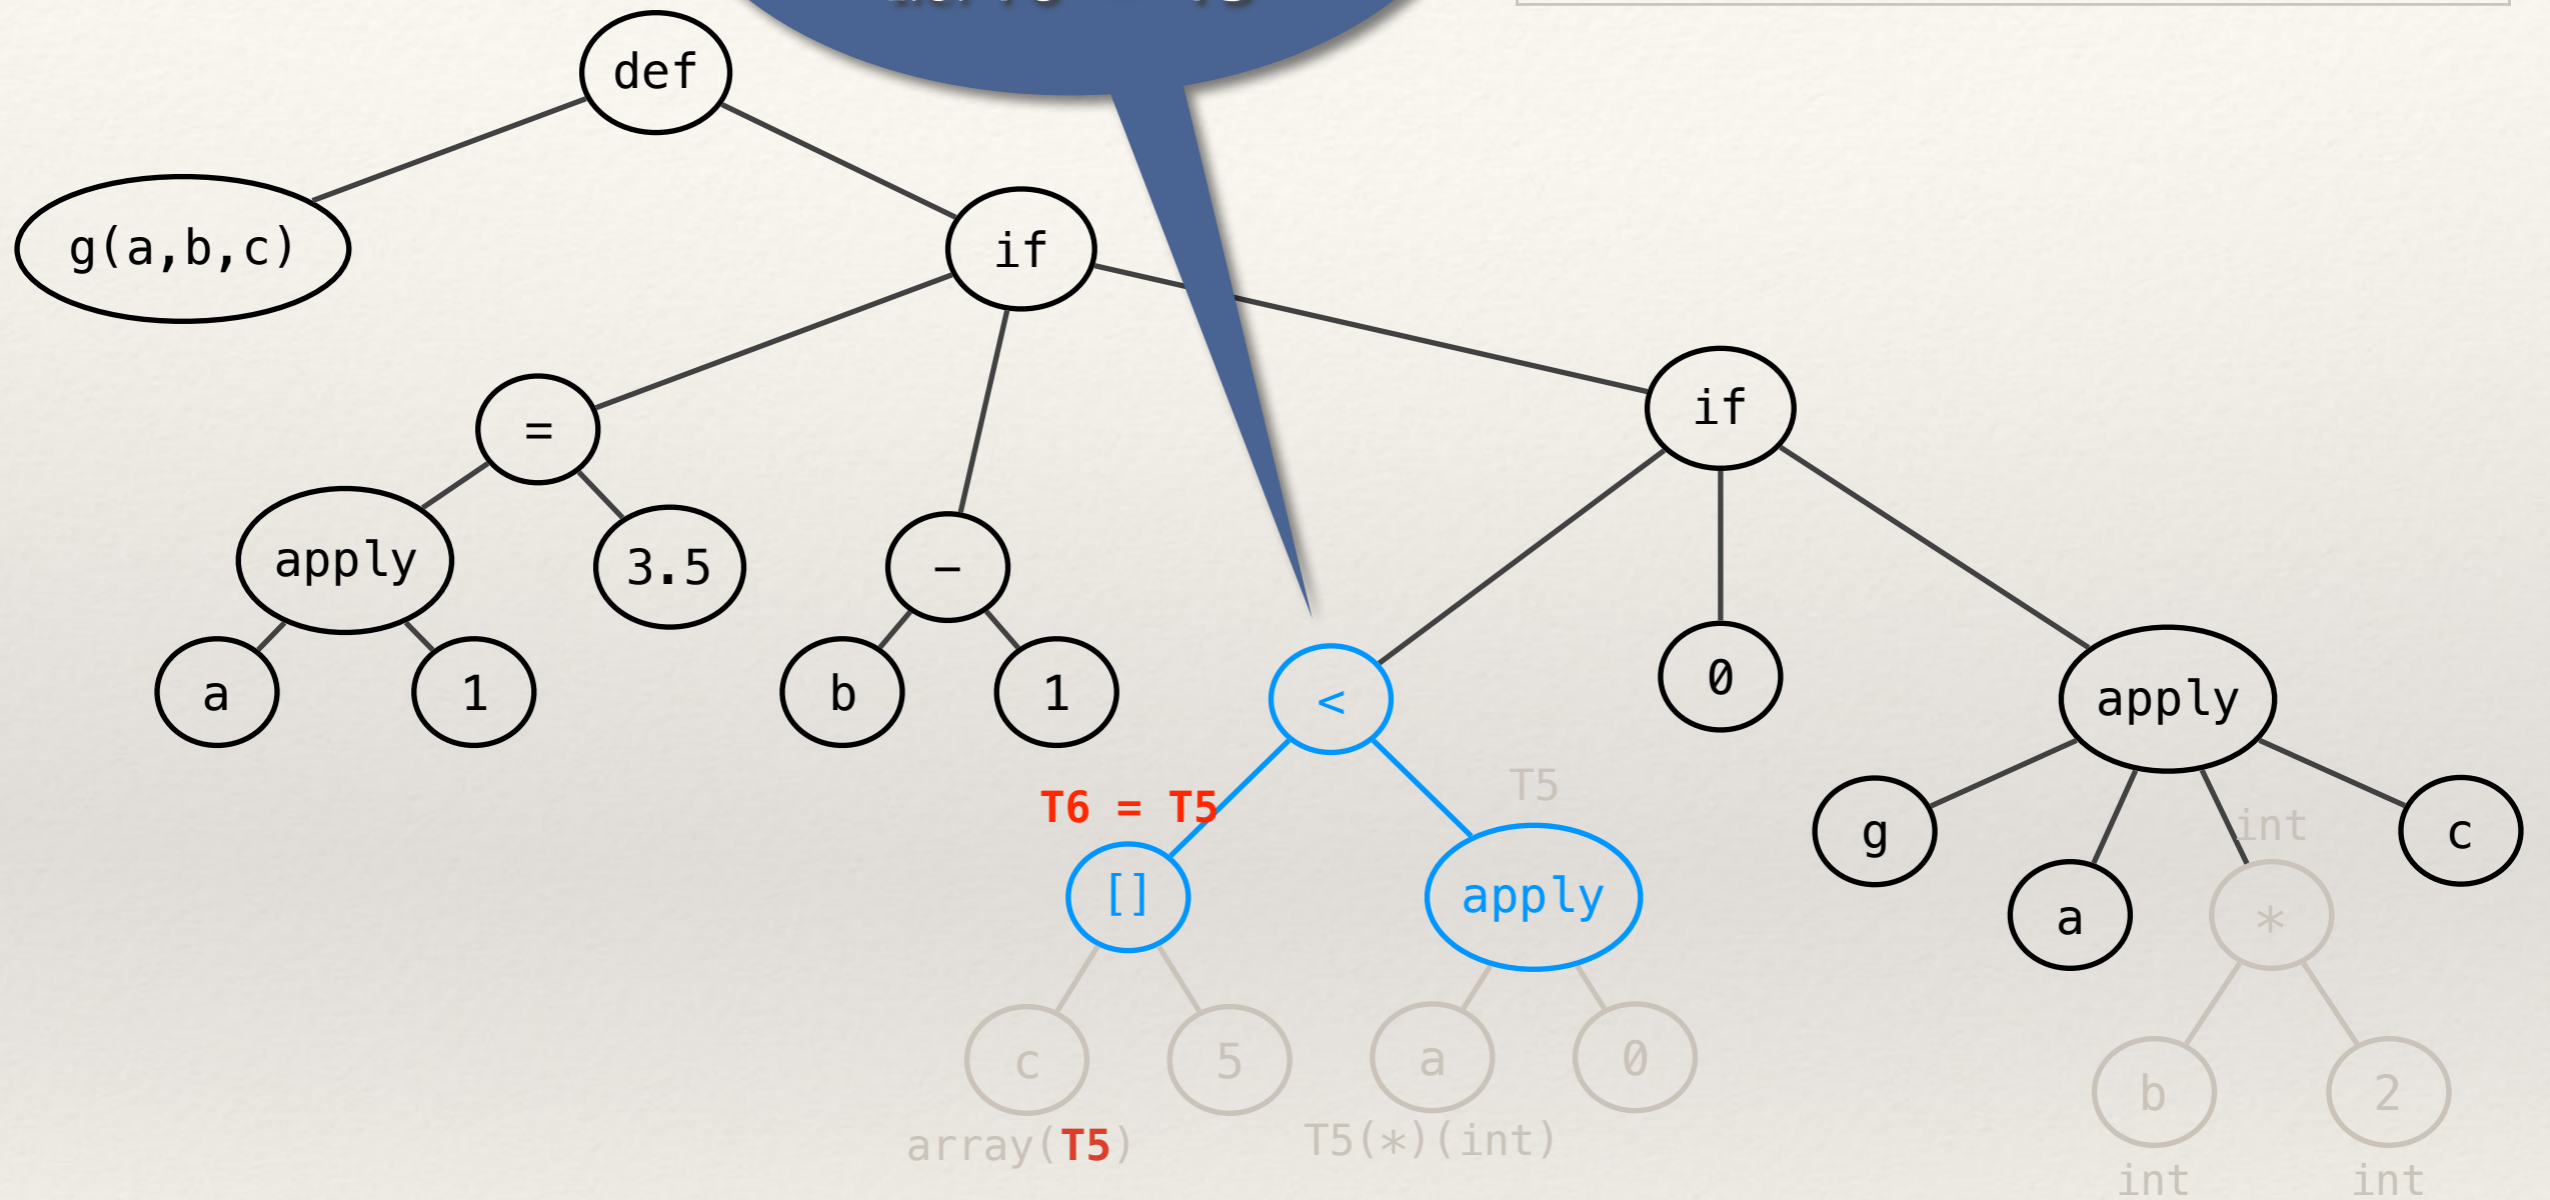 def
g(a,b,c)
if
=
if
apply
3.5
–
a
1
b
1
<
0
apply
T6 = T5
T5
g
int
c
[]
apply
a
*
c
5
a
0
b
2
array(T5)
T5(*)(int)
int
int